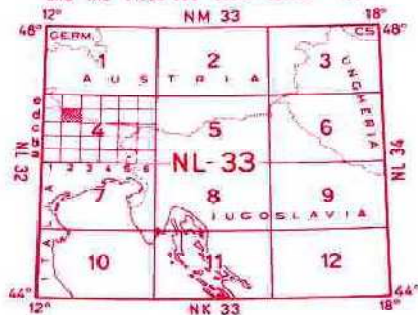 NM 33
12° 18°
48° 48°
GERM. CS
1 2 3
AUSTRIA
UNGHERIA
e
d
c
b
a
4 5 6
NL 32 NL-33 NL 34
1 2 3 4 5 6
7 8 9
ITALIA
IUGOSLAVIA
10 11 12
44° 44°
12° NK 33 18°